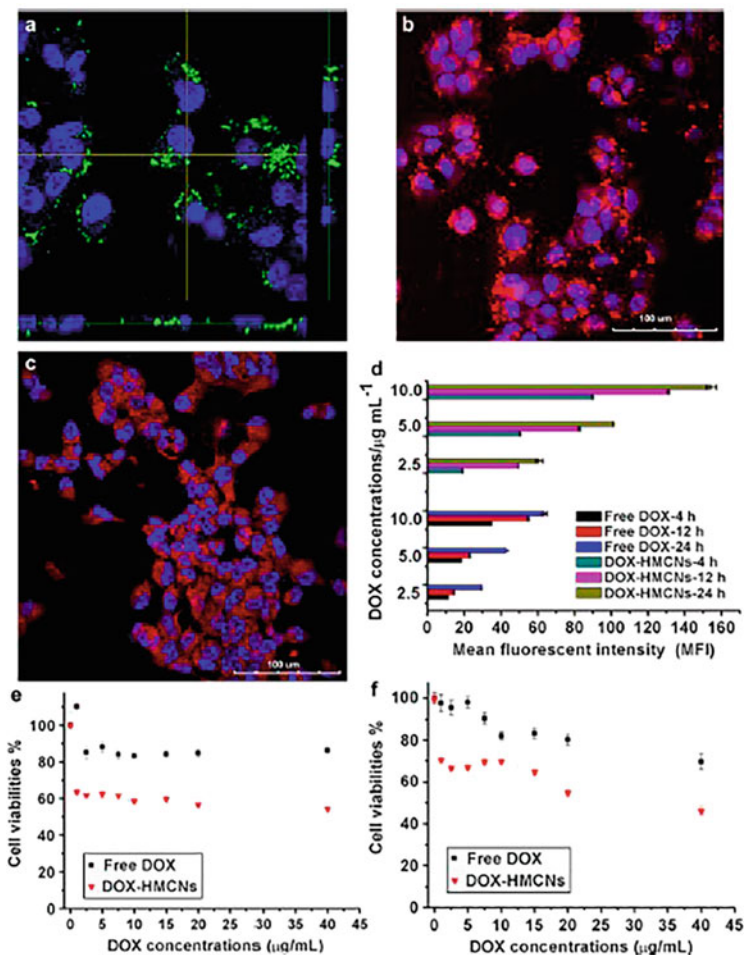 a
b
100 um
c
100 um
d
DOX concentrations/µg mL⁻¹
10.0
5.0
2.5
10.0
5.0
2.5
Free DOX-4 h
Free DOX-12 h
Free DOX-24 h
DOX-HMCNs-4 h
DOX-HMCNs-12 h
DOX-HMCNs-24 h
0 20 40 60 80 100 120 140 160
Mean fluorescent intensity (MFI)
e
Cell viabilities %
120
100
80
60
40
20
0
Free DOX
DOX-HMCNs
0 5 10 15 20 25 30 35 40 45
DOX concentrations (µg/mL)
f
Cell viabilities %
100
80
60
40
20
0
Free DOX
DOX-HMCNs
0 5 10 15 20 25 30 35 40 45
DOX concentrations (µg/mL)